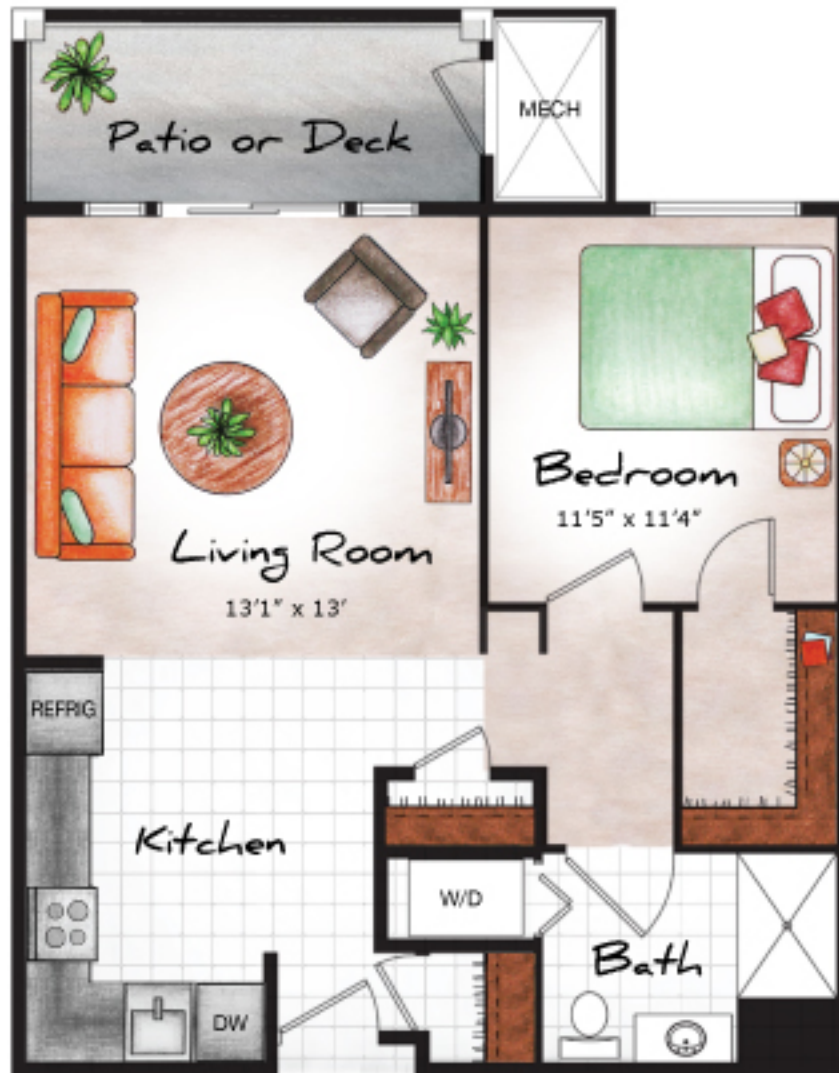 MECH
Patio or Deck
Bedroom
11'5" x 11'4"
Living Room
13'1" x 13'
REFRIG.
Kitchen
W/D
Bath
DW